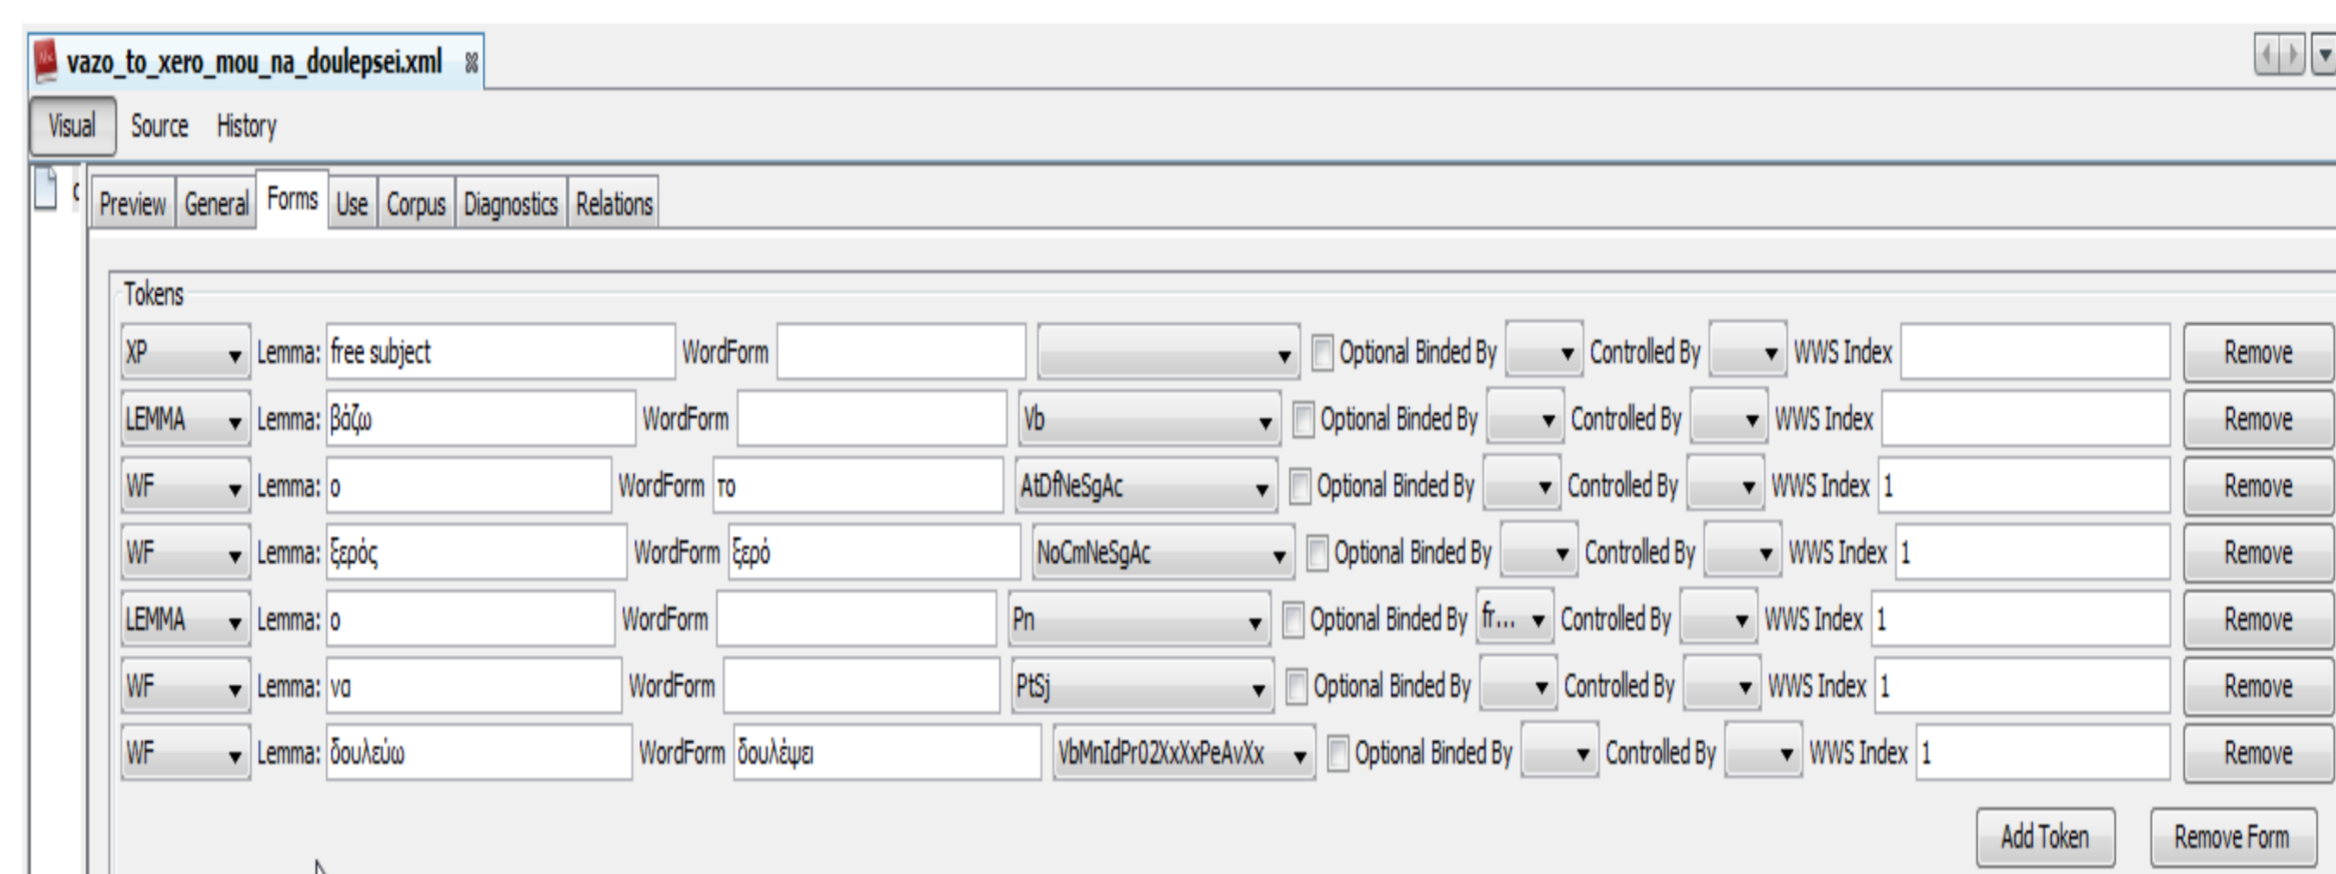 vazo_to_xero_mou_na_doulepsei.xml
Visual Source History
Preview General Forms Use Corpus Diagnostics Relations
Tokens
XP Lemma: free subject WordForm Optional Binded By Controlled By WWS Index Remove
LEMMA Lemma: βάζω WordForm Vb Optional Binded By Controlled By WWS Index Remove
WF Lemma: ο WordForm το AtDfNeSgAc Optional Binded By Controlled By WWS Index 1 Remove
WF Lemma: ξερός WordForm ξερό NoCmNeSgAc Optional Binded By Controlled By WWS Index 1 Remove
LEMMA Lemma: ο WordForm Pn Optional Binded By fr... Controlled By WWS Index 1 Remove
WF Lemma: να WordForm PtSj Optional Binded By Controlled By WWS Index 1 Remove
WF Lemma: δουλεύω WordForm δουλέψει VbMnIdPr02XxXxPeAvXx Optional Binded By Controlled By WWS Index 1 Remove
Add Token Remove Form